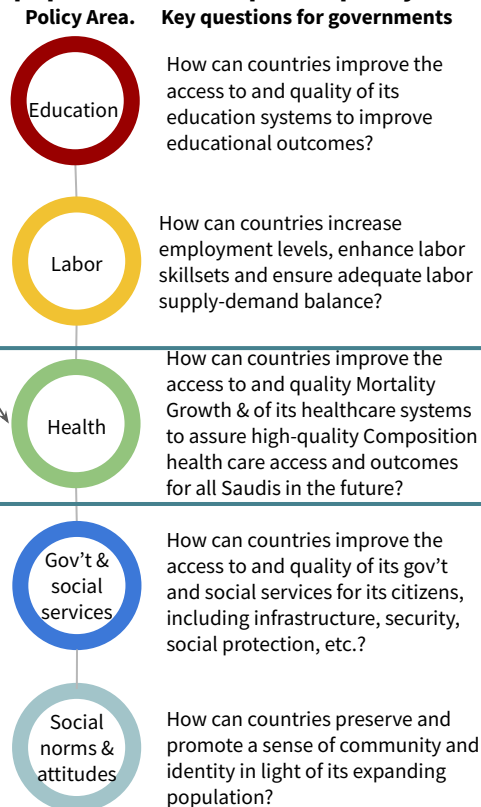 Policy Area. Key questions for governments
Education
How can countries improve the
access to and quality of its
education systems to improve
educational outcomes?
Labor
How can countries increase
employment levels, enhance labor
skillsets and ensure adequate labor
supply-demand balance?
Health
How can countries improve the
access to and quality Mortality
Growth & of its healthcare systems
to assure high-quality Composition
health care access and outcomes
for all Saudis in the future?
Gov't &
social
services
How can countries improve the
access to and quality of its gov't
and social services for its citizens,
including infrastructure, security,
social protection, etc.?
Social
norms &
attitudes
How can countries preserve and
promote a sense of community and
identity in light of its expanding
population?